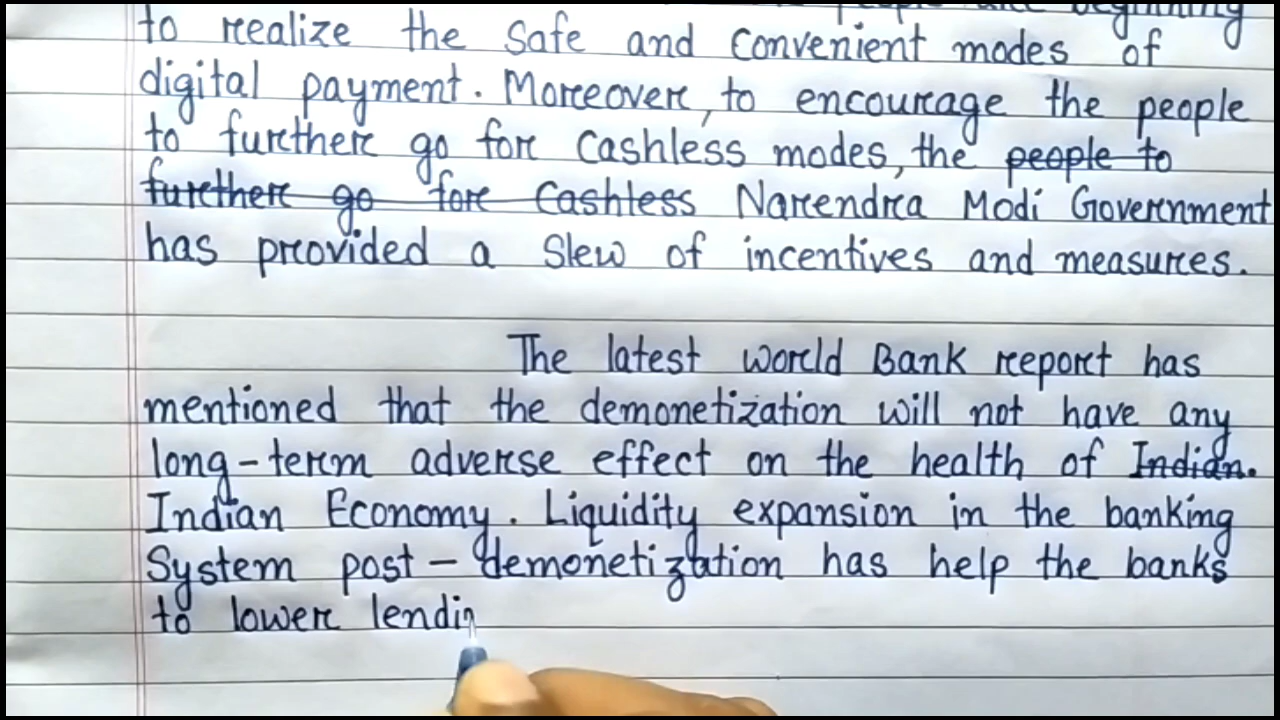 people are beginning
to realize the safe and convenient modes of
digital payment. Moreover, to encourage the people
to further go for cashless modes, the people to
further go for cashless Narendra Modi Government
has provided a slew of incentives and measures.
The latest world Bank report has
mentioned that the demonetization will not have any
long-term adverse effect on the health of Indian.
Indian Economy. Liquidity expansion in the banking
System post-demonetization has help the banks
to lower lendin